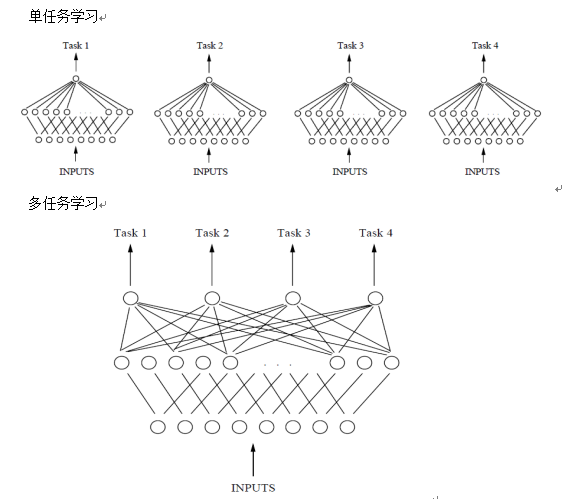 单任务学习
Task 1 Task 2 Task 3 Task 4
INPUTS INPUTS INPUTS INPUTS
多任务学习
Task 1 Task 2 Task 3 Task 4
. . .
INPUTS